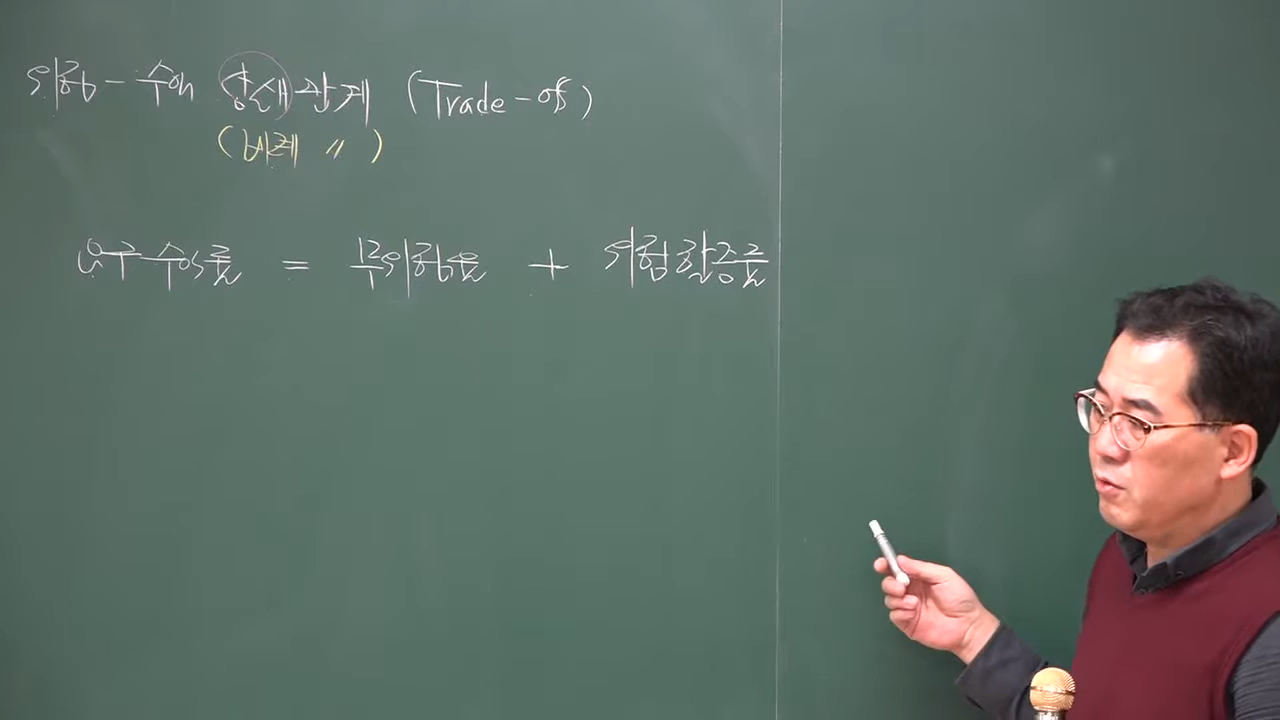 위험-수익 상쇄관계 (Trade-off)
(비례 〃)
요구수익률 = 무위험율 + 위험할증률